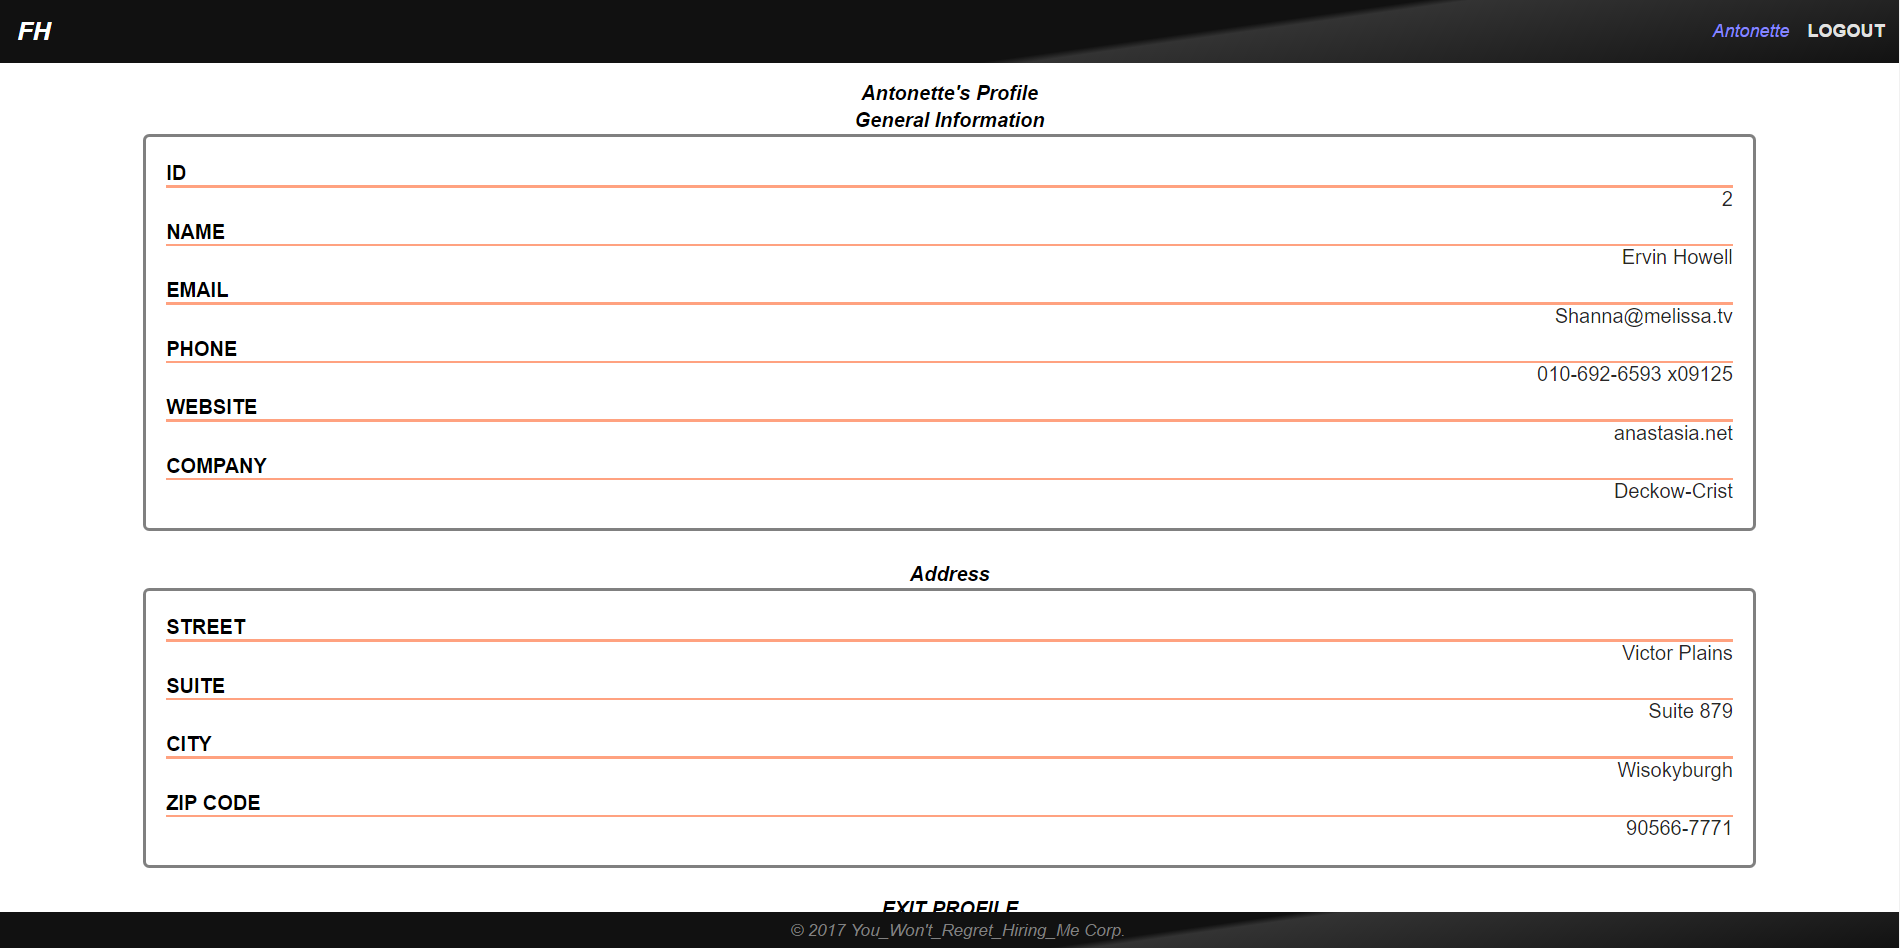 FH
Antonette LOGOUT
Antonette's Profile
General Information
ID
2
NAME
Ervin Howell
EMAIL
Shanna@melissa.tv
PHONE
010-692-6593 x09125
WEBSITE
anastasia.net
COMPANY
Deckow-Crist
Address
STREET
Victor Plains
SUITE
Suite 879
CITY
Wisokyburgh
ZIP CODE
90566-7771
EXIT PROFILE
© 2017 You_Won't_Regret_Hiring_Me Corp.